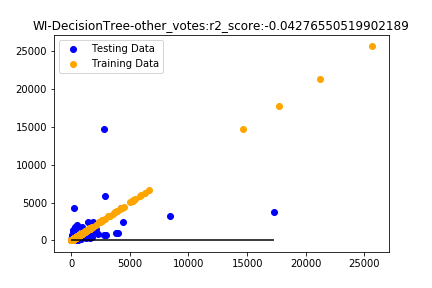 WI-DecisionTree-other_votes:r2_score:-0.04276550519902189
Testing Data
Training Data
25000
20000
15000
10000
5000
0
0 5000 10000 15000 20000 25000